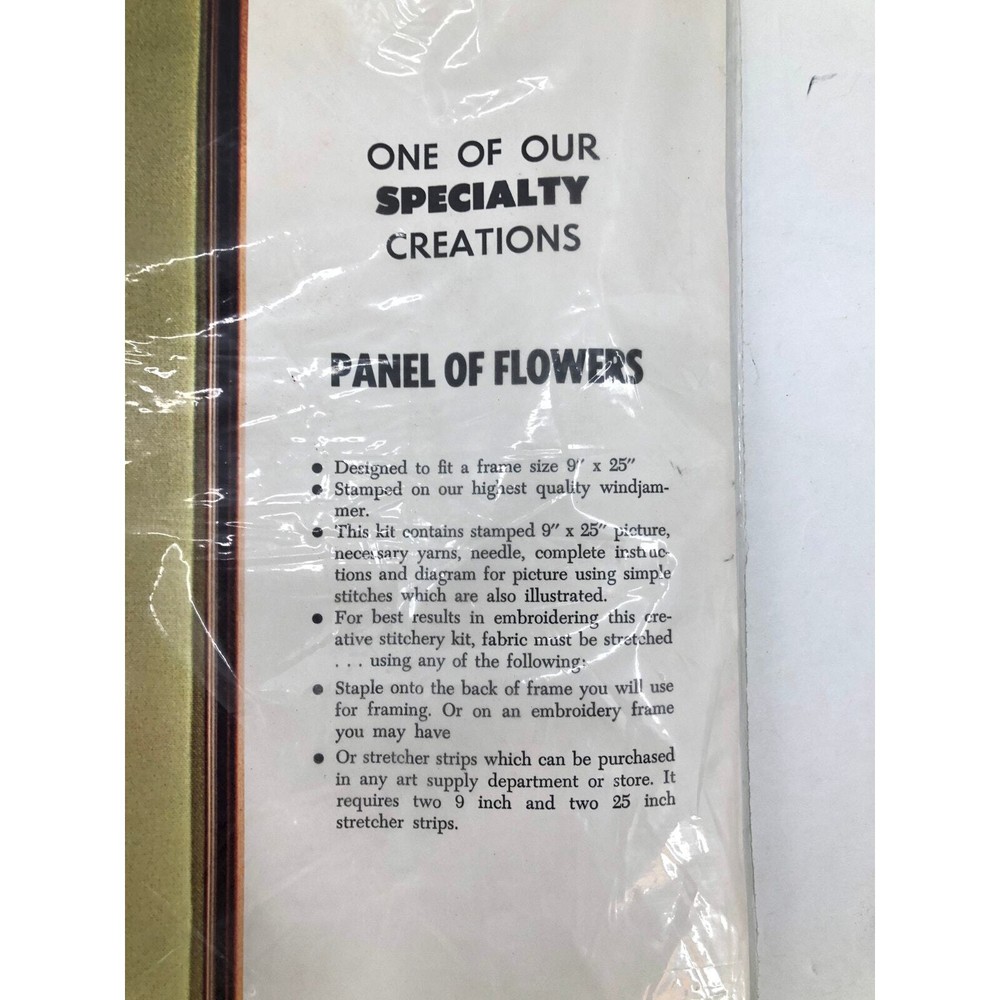 ONE OF OUR
SPECIALTY
CREATIONS
PANEL OF FLOWERS
● Designed to fit a frame size 9" x 25"
● Stamped on our highest quality windjam-
mer.
● This kit contains stamped 9" x 25" picture,
necessary yarns, needle, complete instruc-
tions and diagram for picture using simple
stitches which are also illustrated.
● For best results in embroidering this cre-
ative stitchery kit, fabric must be stretched
. . . using any of the following:
● Staple onto the back of frame you will use
for framing. Or on an embroidery frame
you may have
● Or stretcher strips which can be purchased
in any art supply department or store. It
requires two 9 inch and two 25 inch
stretcher strips.